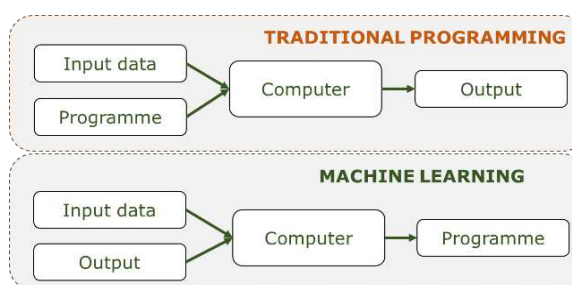 TRADITIONAL PROGRAMMING
Input data
Programme
Computer
Output
MACHINE LEARNING
Input data
Output
Computer
Programme